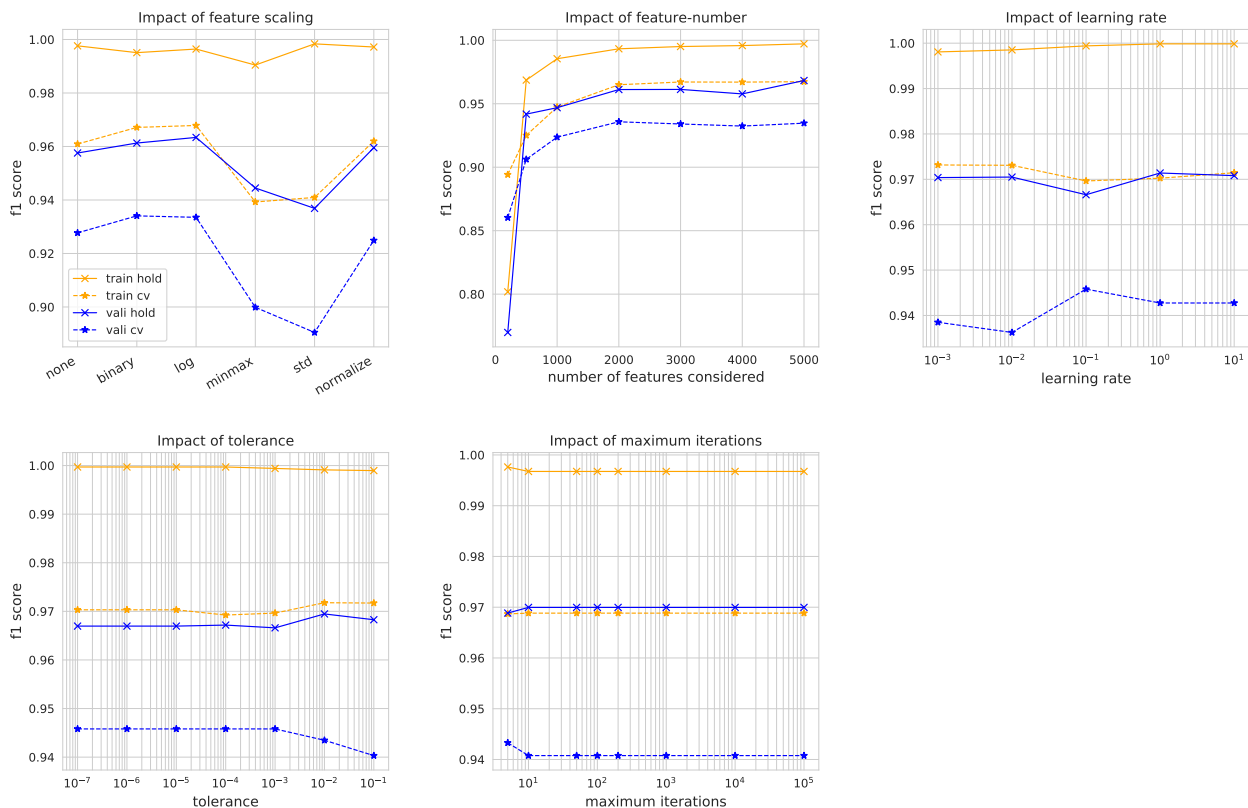 Impact of feature scaling
f1 score
1.00
0.98
0.96
0.94
0.92
0.90
train hold
train cv
vali hold
vali cv
none
binary
log
minmax
std
normalize
Impact of feature-number
f1 score
1.00
0.95
0.90
0.85
0.80
0
1000
2000
3000
4000
5000
number of features considered
Impact of learning rate
f1 score
1.00
0.99
0.98
0.97
0.96
0.95
0.94
10⁻³
10⁻²
10⁻¹
10⁰
10¹
learning rate
Impact of tolerance
f1 score
1.00
0.99
0.98
0.97
0.96
0.95
0.94
10⁻⁷
10⁻⁶
10⁻⁵
10⁻⁴
10⁻³
10⁻²
10⁻¹
tolerance
Impact of maximum iterations
f1 score
1.00
0.99
0.98
0.97
0.96
0.95
0.94
10¹
10²
10³
10⁴
10⁵
maximum iterations